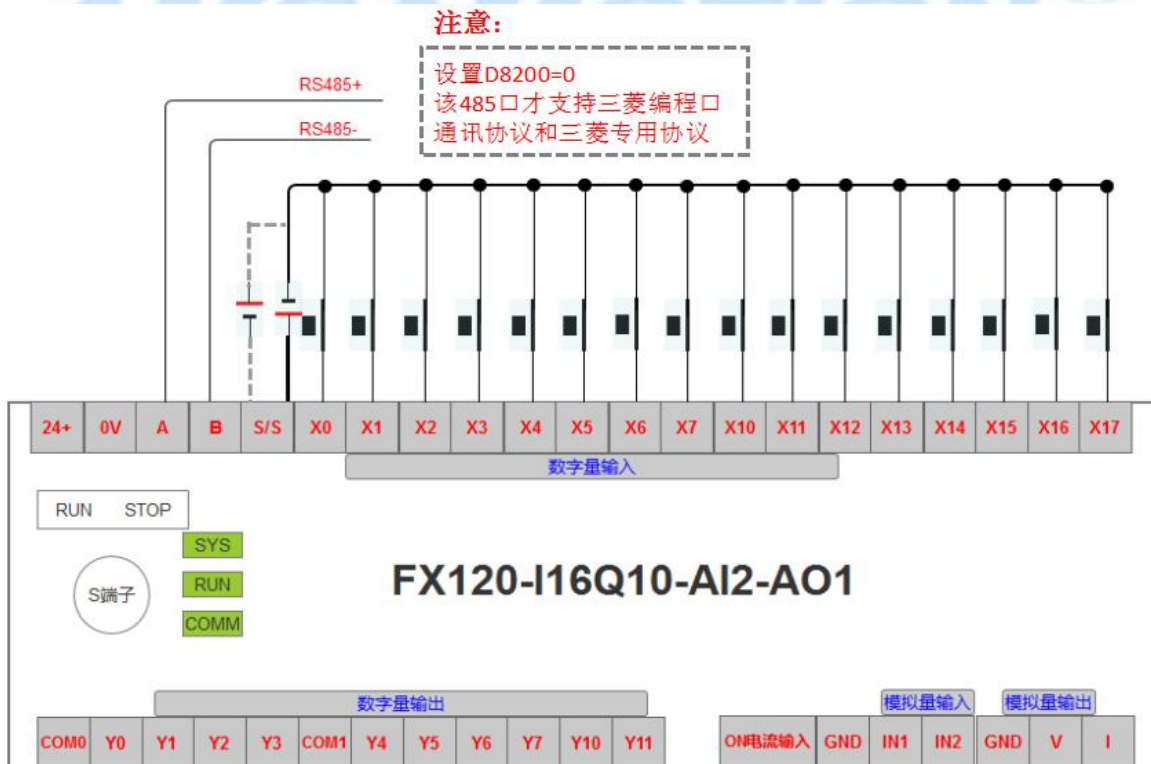 注意：
设置D8200=0
该485口才支持三菱编程口
通讯协议和三菱专用协议
RS485+
RS485-
24+ 0V A B S/S X0 X1 X2 X3 X4 X5 X6 X7 X10 X11 X12 X13 X14 X15 X16 X17
数字量输入
RUN STOP
SYS
RUN
COMM
S端子
FX120-I16Q10-AI2-AO1
数字量输出
模拟量输入
模拟量输出
COM0 Y0 Y1 Y2 Y3 COM1 Y4 Y5 Y6 Y7 Y10 Y11
ON电流输入 GND IN1 IN2 GND V I